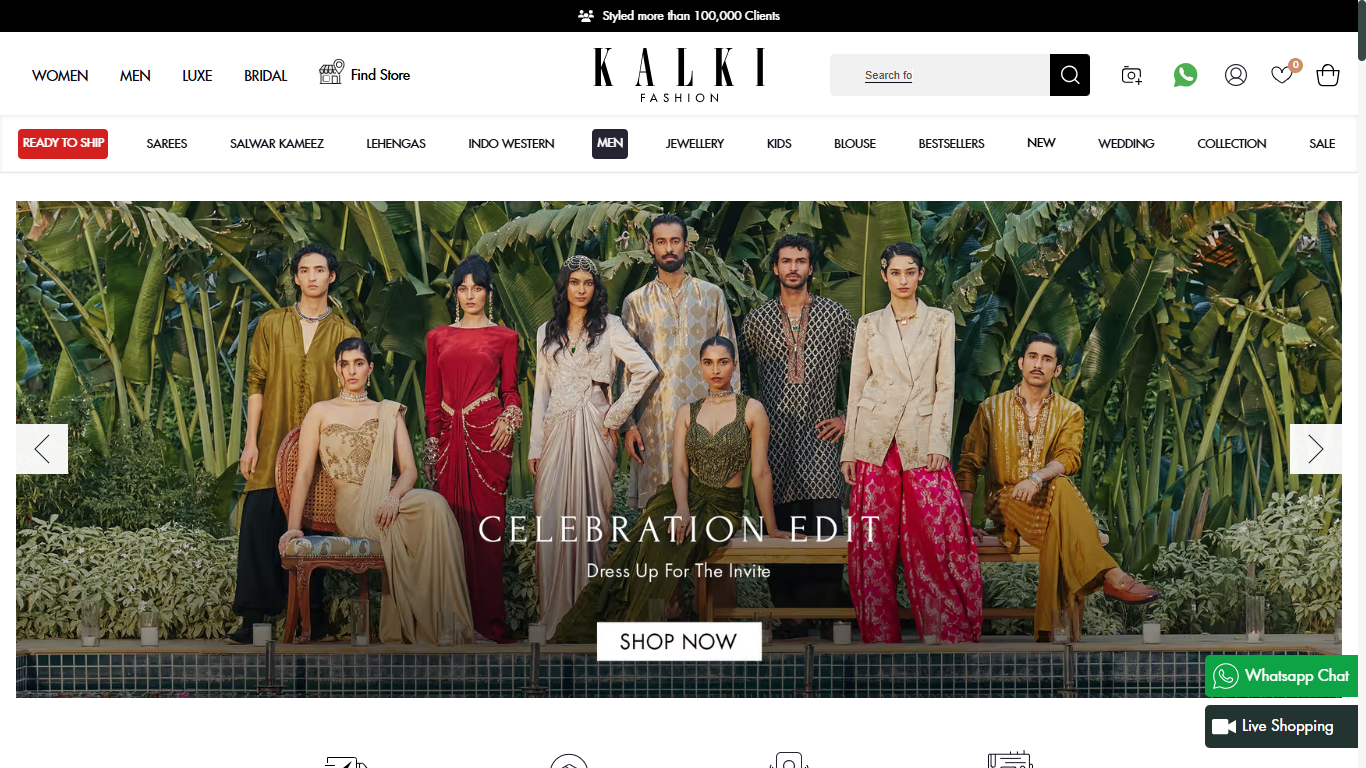 Styled more than 100,000 Clients
WOMEN MEN LUXE BRIDAL Find Store
KALKI
FASHION
Search fo
0
READY TO SHIP SAREES SALWAR KAMEEZ LEHENGAS INDO WESTERN MEN JEWELLERY KIDS BLOUSE BESTSELLERS NEW WEDDING COLLECTION SALE
CELEBRATION EDIT
Dress Up For The Invite
SHOP NOW
Whatsapp Chat
Live Shopping